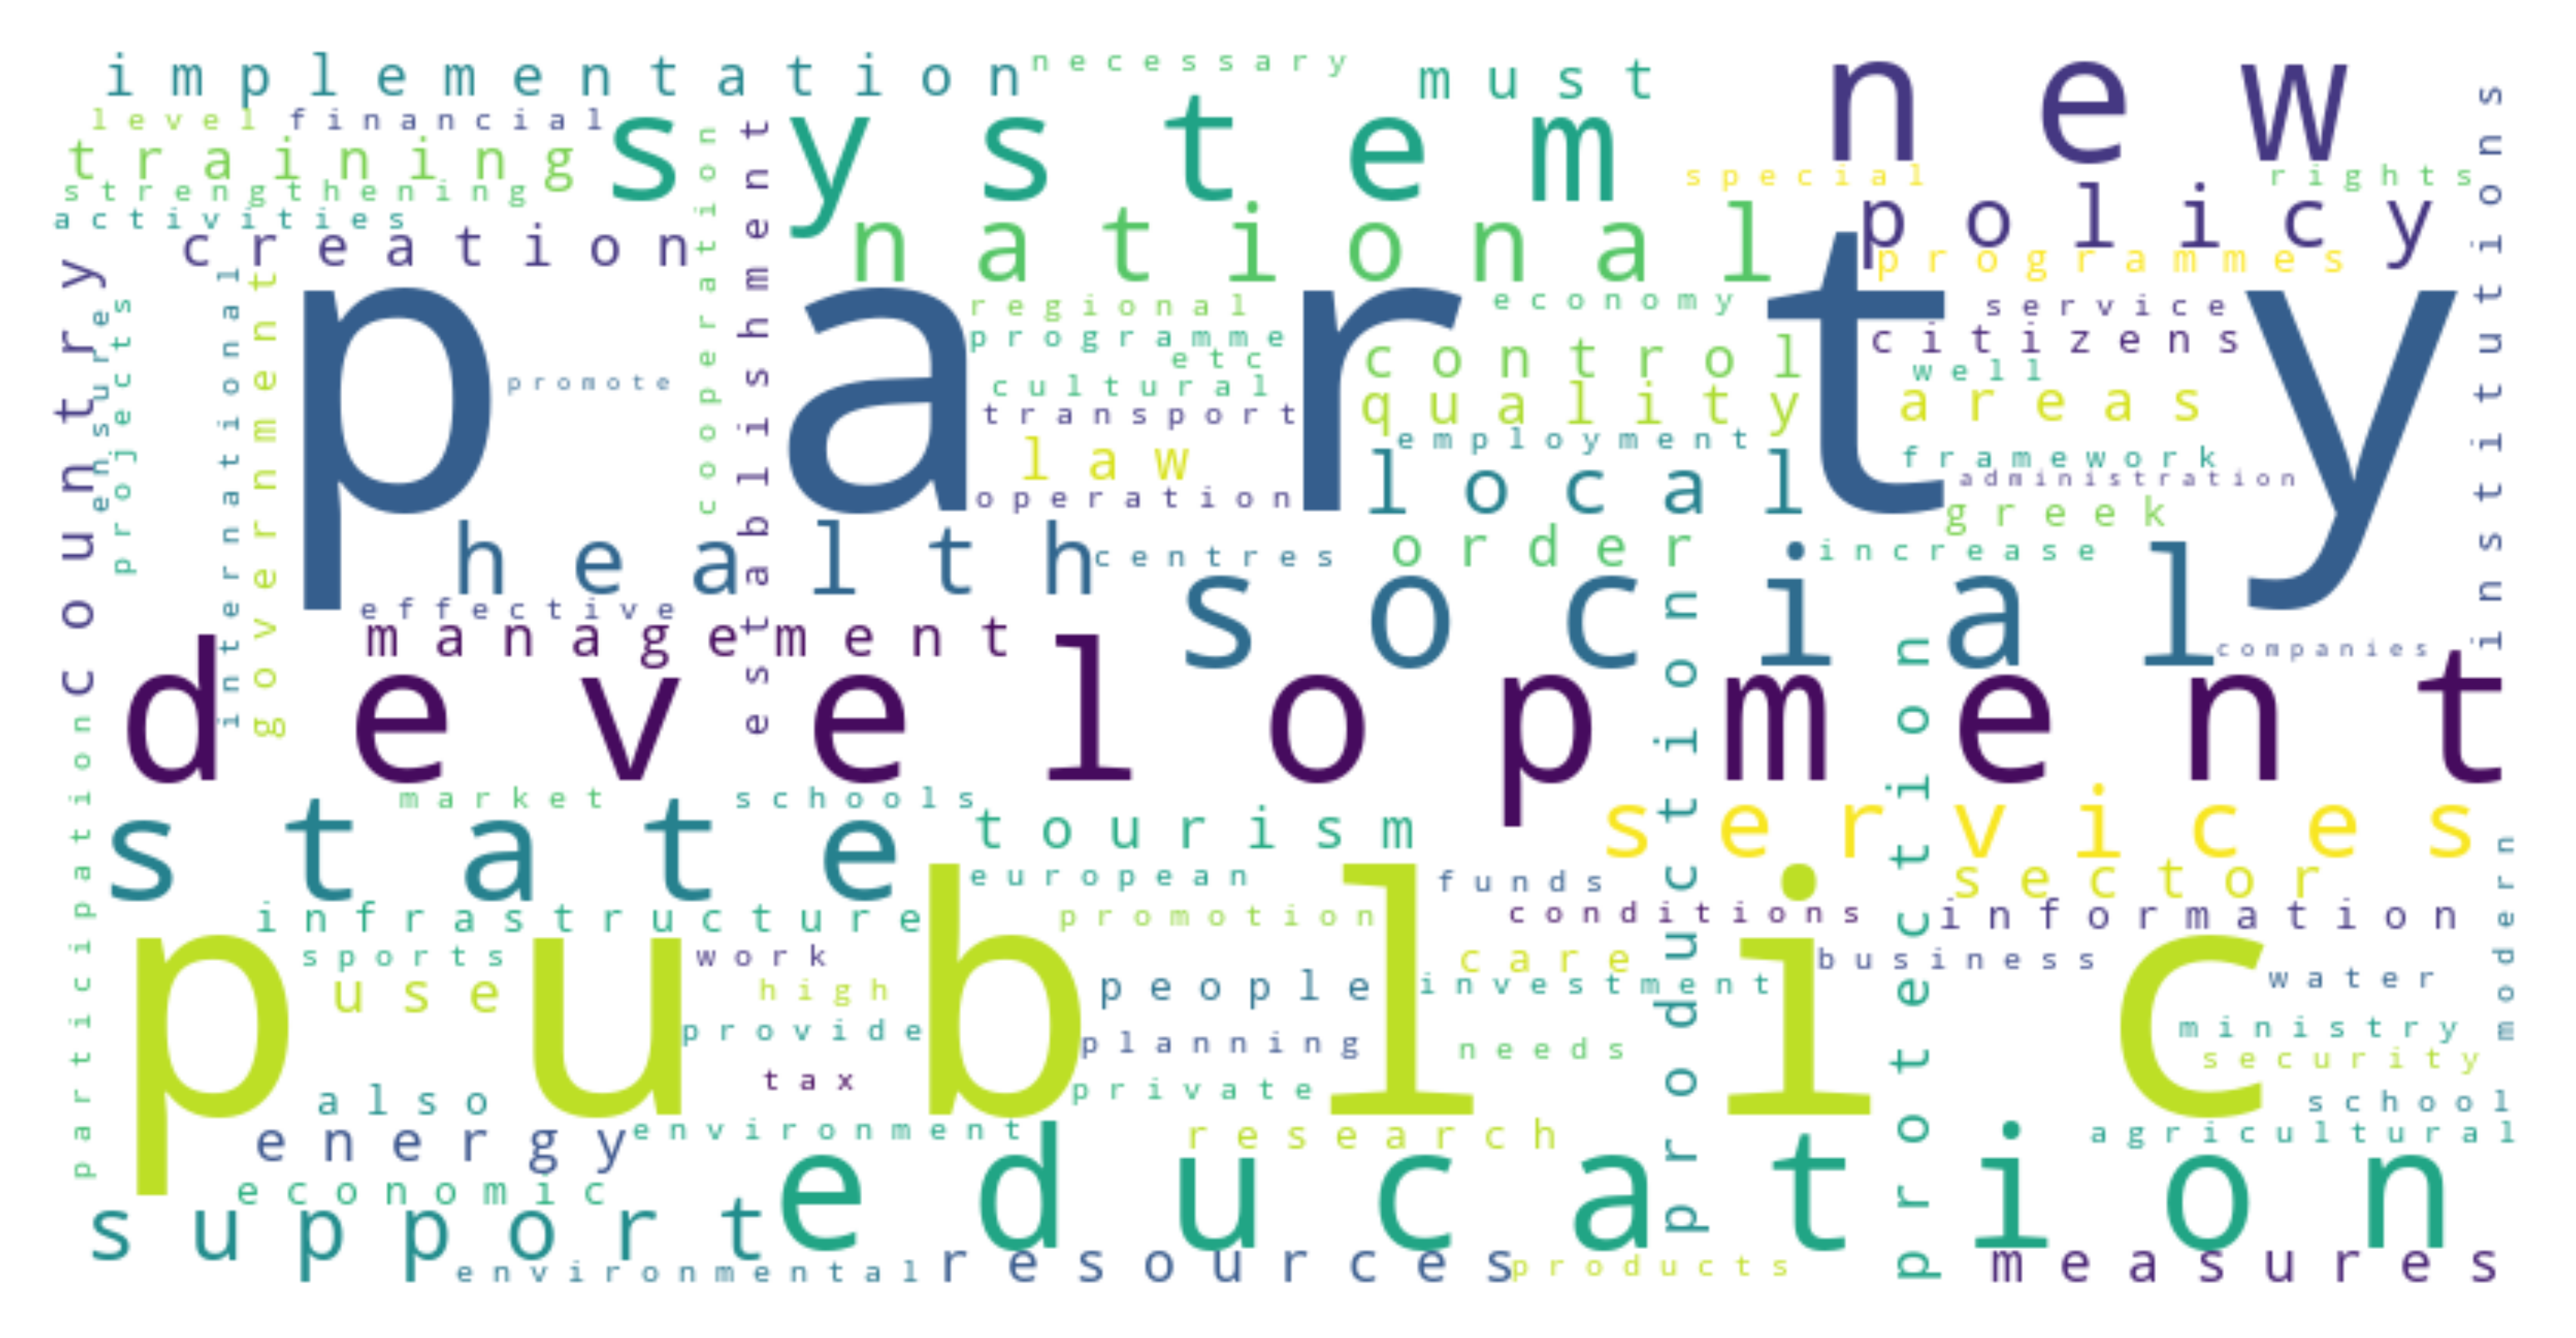 implementation
necessary
must
new
level
financial
training
system
special
rights
strengthening
activities
creation
national
policy
programmes
institutions
country
ensure
projects
international
government
cooperation
establishment
party
promote
regional
economy
service
programme
etc
control
citizens
cultural
well
transport
quality
areas
employment
law
framework
operation
local
administration
greek
health
centres
order
increase
effective
management
social
companies
development
production
protection
participation
market
schools
state
tourism
services
european
funds
sector
modern
infrastructure
promotion
conditions
information
sports
work
public
care
business
use
high
people
investment
water
provide
planning
needs
ministry
security
tax
private
also
school
energy
environment
research
agricultural
economic
education
support
environmental
resources
products
measures